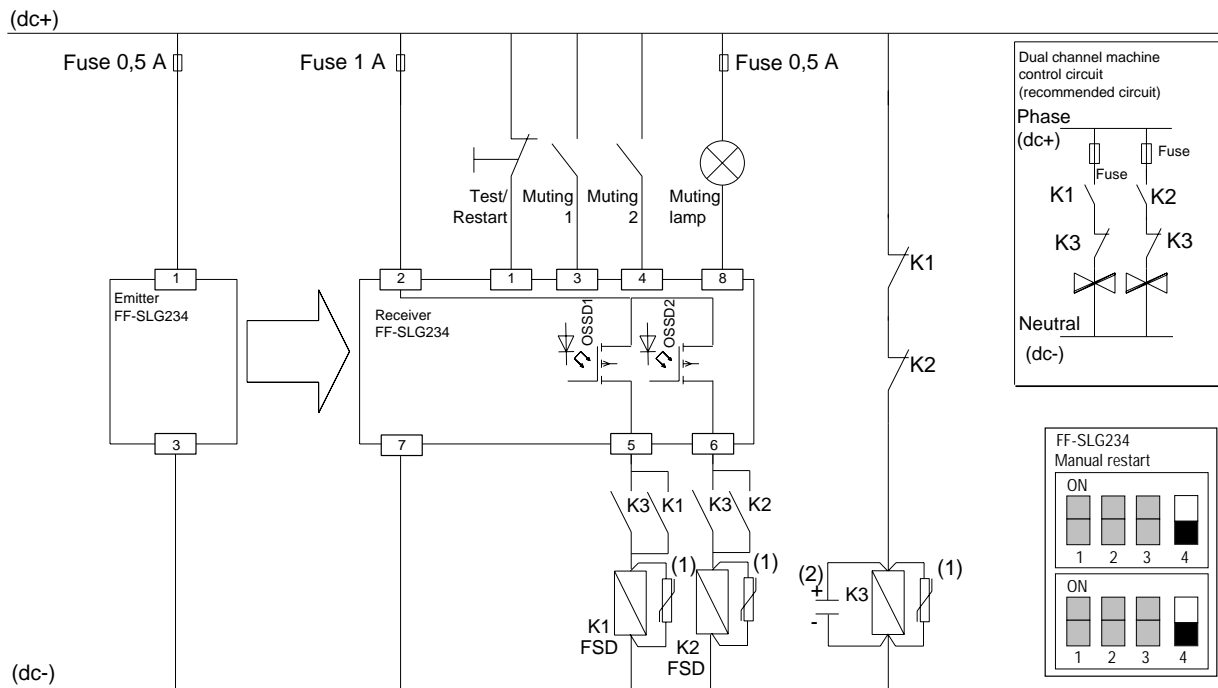 (dc+)
Fuse 0,5 A
Fuse 1 A
Fuse 0,5 A
Test/
Restart
Muting
1
Muting
2
Muting
lamp
1
2
1
3
4
8
Emitter
FF-SLG234
Receiver
FF-SLG234
OSSD1
OSSD2
3
7
5
6
K1
K2
K3
K1
K3
K2
(1)
(1)
(2)
+
-
K3
(1)
K1
FSD
K2
FSD
(dc-)
Dual channel machine
control circuit
(recommended circuit)
Phase
(dc+)
Fuse
Fuse
K1
K2
K3
K3
Neutral
(dc-)
FF-SLG234
Manual restart
ON
1 2 3 4
ON
1 2 3 4